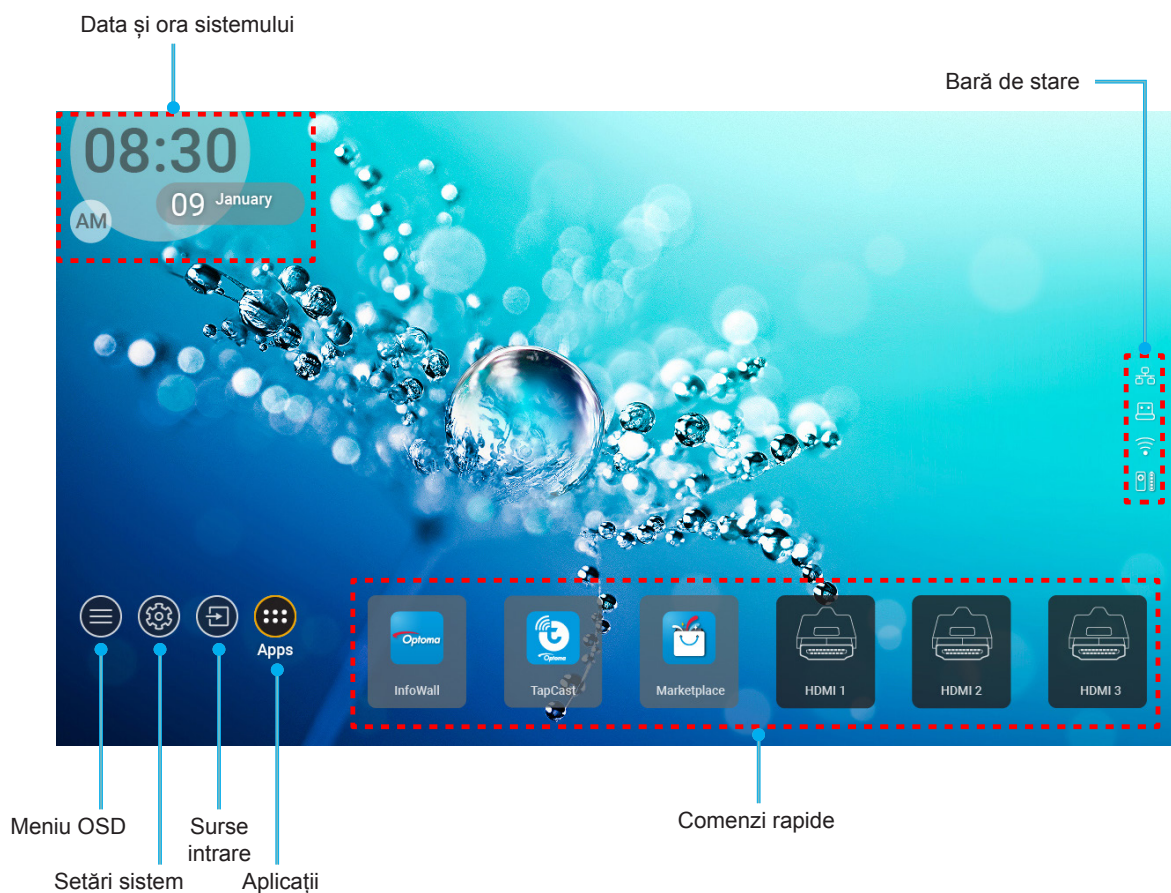 Data și ora sistemului
Bară de stare
08:30
09 January
AM
Apps
Optoma
Optoma
InfoWall
TapCast
Marketplace
HDMI 1
HDMI 2
HDMI 3
Meniu OSD
Surse
intrare
Comenzi rapide
Setări sistem
Aplicații